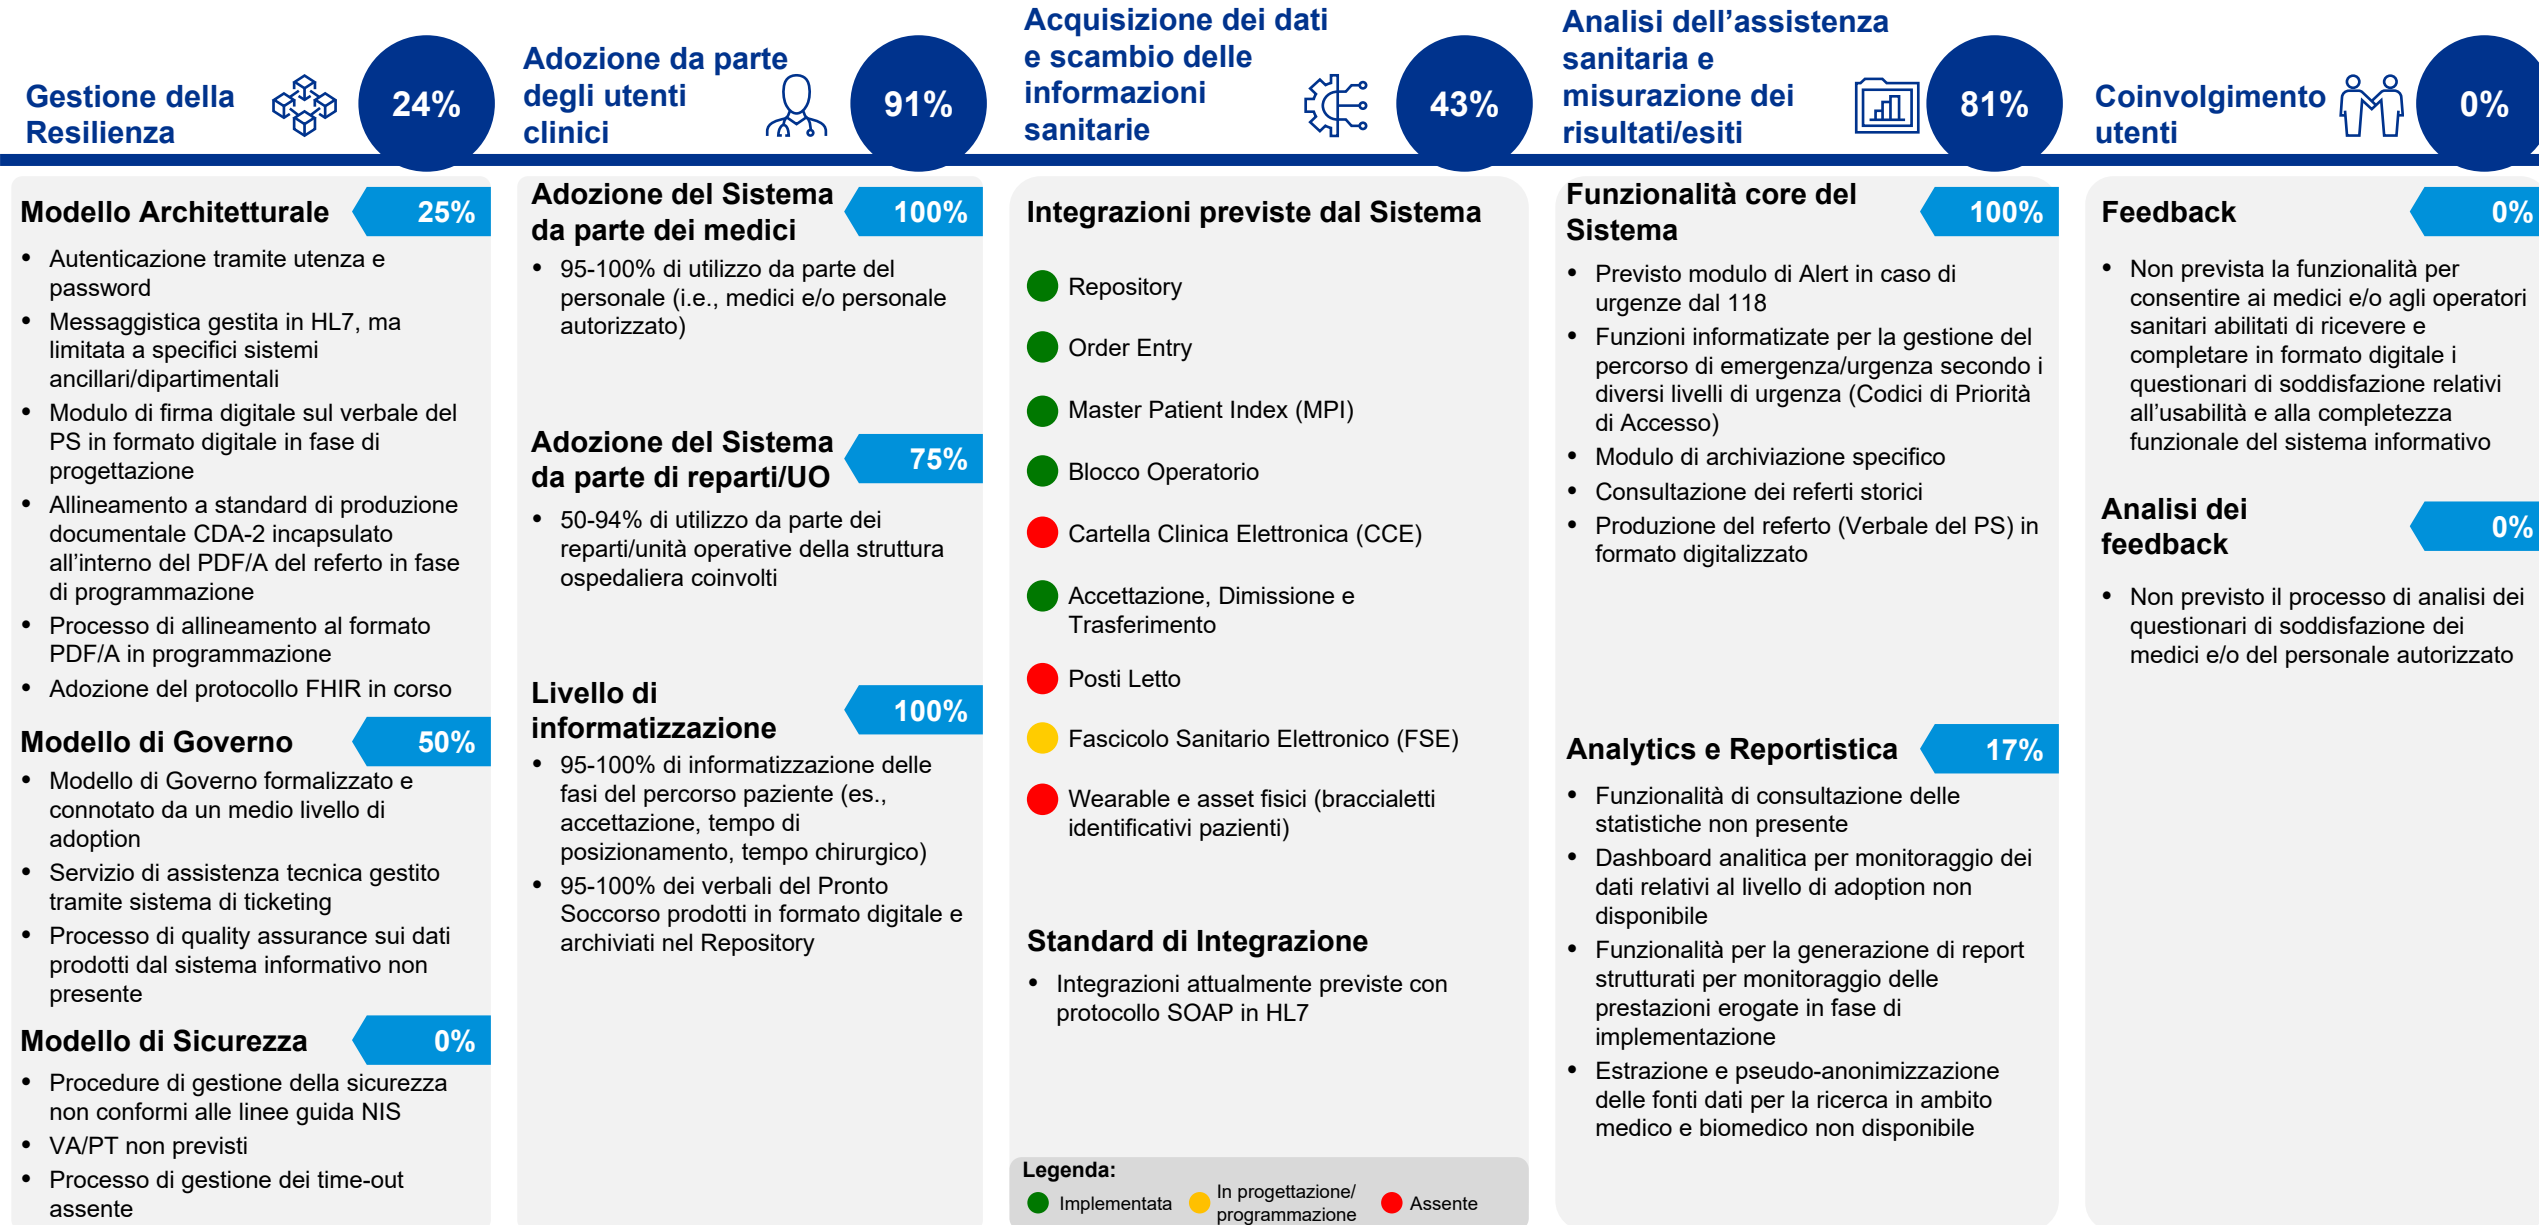 Gestione della
Resilienza
24%
Adozione da parte
degli utenti
clinici
91%
Acquisizione dei dati
e scambio delle
informazioni
sanitarie
43%
Analisi dell’assistenza
sanitaria e
misurazione dei
risultati/esiti
81%
Coinvolgimento
utenti
0%
Modello Architetturale
25%
• Autenticazione tramite utenza e
password
• Messaggistica gestita in HL7, ma
limitata a specifici sistemi
ancillari/dipartimentali
• Modulo di firma digitale sul verbale del
PS in formato digitale in fase di
progettazione
• Allineamento a standard di produzione
documentale CDA-2 incapsulato
all’interno del PDF/A del referto in fase
di programmazione
• Processo di allineamento al formato
PDF/A in programmazione
• Adozione del protocollo FHIR in corso
Modello di Governo
50%
• Modello di Governo formalizzato e
connotato da un medio livello di
adoption
• Servizio di assistenza tecnica gestito
tramite sistema di ticketing
• Processo di quality assurance sui dati
prodotti dal sistema informativo non
presente
Modello di Sicurezza
0%
• Procedure di gestione della sicurezza
non conformi alle linee guida NIS
• VA/PT non previsti
• Processo di gestione dei time-out
assente
Adozione del Sistema
da parte dei medici
100%
• 95-100% di utilizzo da parte del
personale (i.e., medici e/o personale
autorizzato)
Adozione del Sistema
da parte di reparti/UO
75%
• 50-94% di utilizzo da parte dei
reparti/unità operative della struttura
ospedaliera coinvolti
Livello di
informatizzazione
100%
• 95-100% di informatizzazione delle
fasi del percorso paziente (es.,
accettazione, tempo di
posizionamento, tempo chirurgico)
• 95-100% dei verbali del Pronto
Soccorso prodotti in formato digitale e
archiviati nel Repository
Integrazioni previste dal Sistema
Repository
Order Entry
Master Patient Index (MPI)
Blocco Operatorio
Cartella Clinica Elettronica (CCE)
Accettazione, Dimissione e
Trasferimento
Posti Letto
Fascicolo Sanitario Elettronico (FSE)
Wearable e asset fisici (braccialetti
identificativi pazienti)
Standard di Integrazione
• Integrazioni attualmente previste con
protocollo SOAP in HL7
Legenda:
Implementata
In progettazione/
programmazione
Assente
Funzionalità core del
Sistema
100%
• Previsto modulo di Alert in caso di
urgenze dal 118
• Funzioni informatizate per la gestione del
percorso di emergenza/urgenza secondo i
diversi livelli di urgenza (Codici di Priorità
di Accesso)
• Modulo di archiviazione specifico
• Consultazione dei referti storici
• Produzione del referto (Verbale del PS) in
formato digitalizzato
Analytics e Reportistica
17%
• Funzionalità di consultazione delle
statistiche non presente
• Dashboard analitica per monitoraggio dei
dati relativi al livello di adoption non
disponibile
• Funzionalità per la generazione di report
strutturati per monitoraggio delle
prestazioni erogate in fase di
implementazione
• Estrazione e pseudo-anonimizzazione
delle fonti dati per la ricerca in ambito
medico e biomedico non disponibile
Feedback
0%
• Non prevista la funzionalità per
consentire ai medici e/o agli operatori
sanitari abilitati di ricevere e
completare in formato digitale i
questionari di soddisfazione relativi
all’usabilità e alla completezza
funzionale del sistema informativo
Analisi dei
feedback
0%
• Non previsto il processo di analisi dei
questionari di soddisfazione dei
medici e/o del personale autorizzato